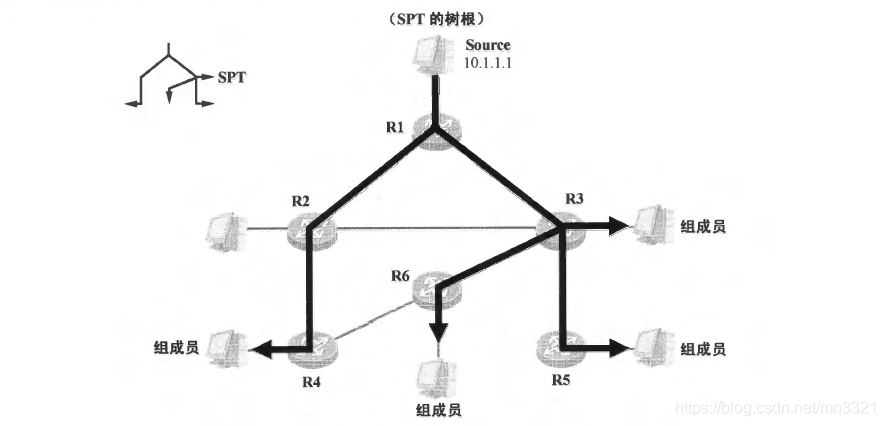 （SPT 的树根）
Source
10.1.1.1
SPT
R1
R2
R3
组成员
R6
组成员
R4
组成员
R5
组成员
https://blog.csdn.net/mn3321